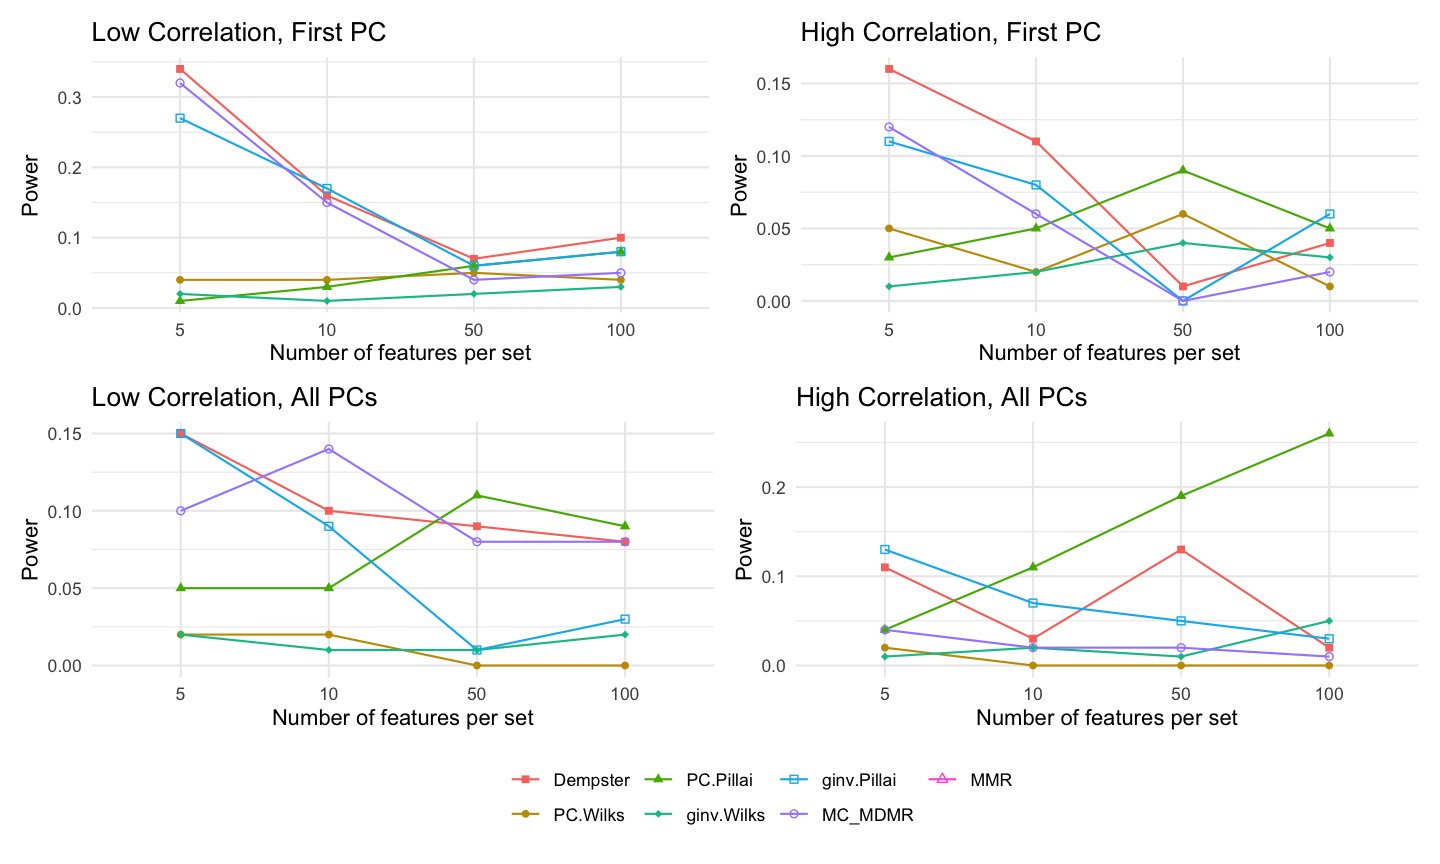 Low Correlation, First PC
Power
0.3
0.2
0.1
0.0
5 10 50 100
Number of features per set
High Correlation, First PC
Power
0.15
0.10
0.05
0.00
5 10 50 100
Number of features per set
Low Correlation, All PCs
Power
0.15
0.10
0.05
0.00
5 10 50 100
Number of features per set
High Correlation, All PCs
Power
0.2
0.1
0.0
5 10 50 100
Number of features per set
Dempster PC.Pillai ginv.Pillai MMR
PC.Wilks ginv.Wilks MC_MDMR